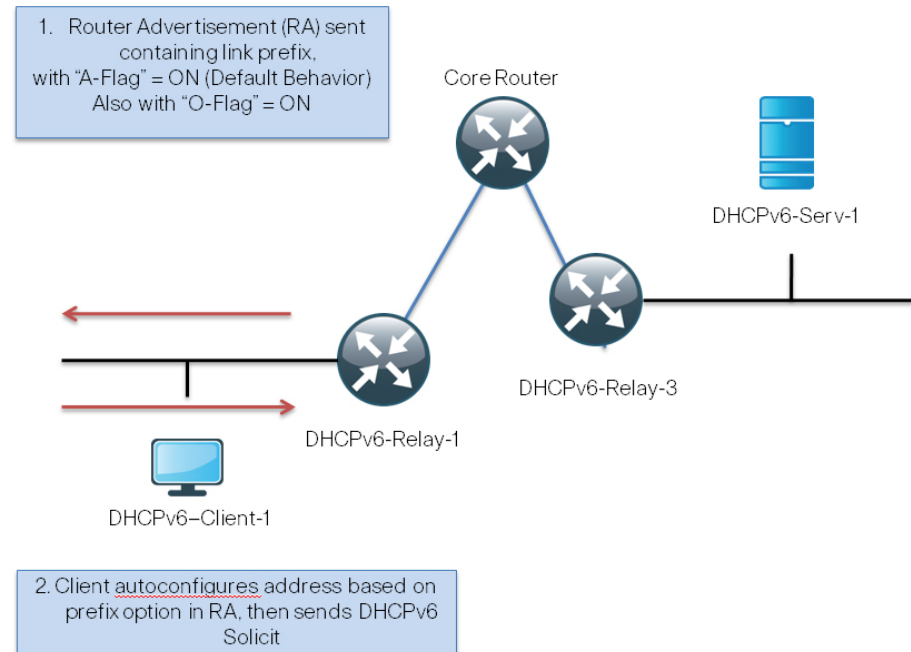 1. Router Advertisement (RA) sent
containing link prefix,
with “A-Flag” = ON (Default Behavior)
Also with “O-Flag” = ON
Core Router
DHCPv6-Serv-1
DHCPv6-Relay-3
DHCPv6-Relay-1
DHCPv6–Client-1
2. Client autoconfigures address based on
prefix option in RA, then sends DHCPv6
Solicit